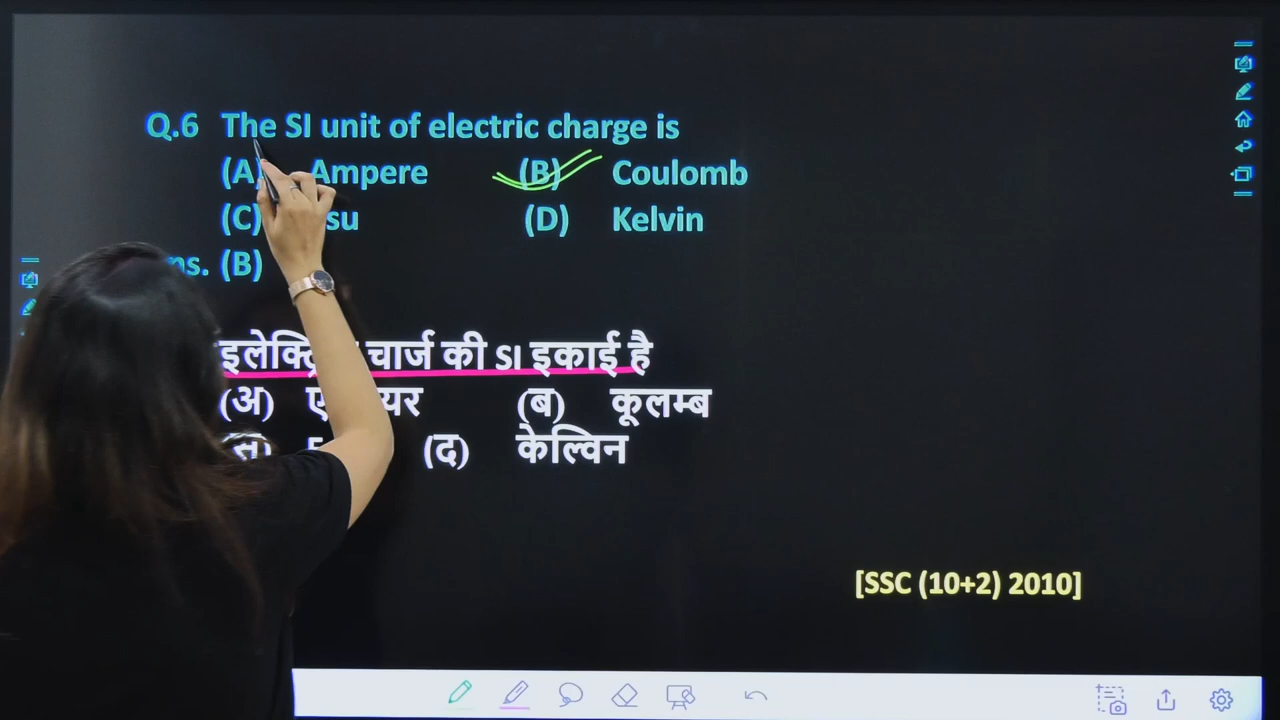 Q.6 The SI unit of electric charge is
(A) Ampere (B) Coulomb
(C) su (D) Kelvin
ns. (B)
चार्ज की SI इकाई है
(अ) (ब) कूलम्ब
(स) (द) केल्विन
[SSC (10+2) 2010]